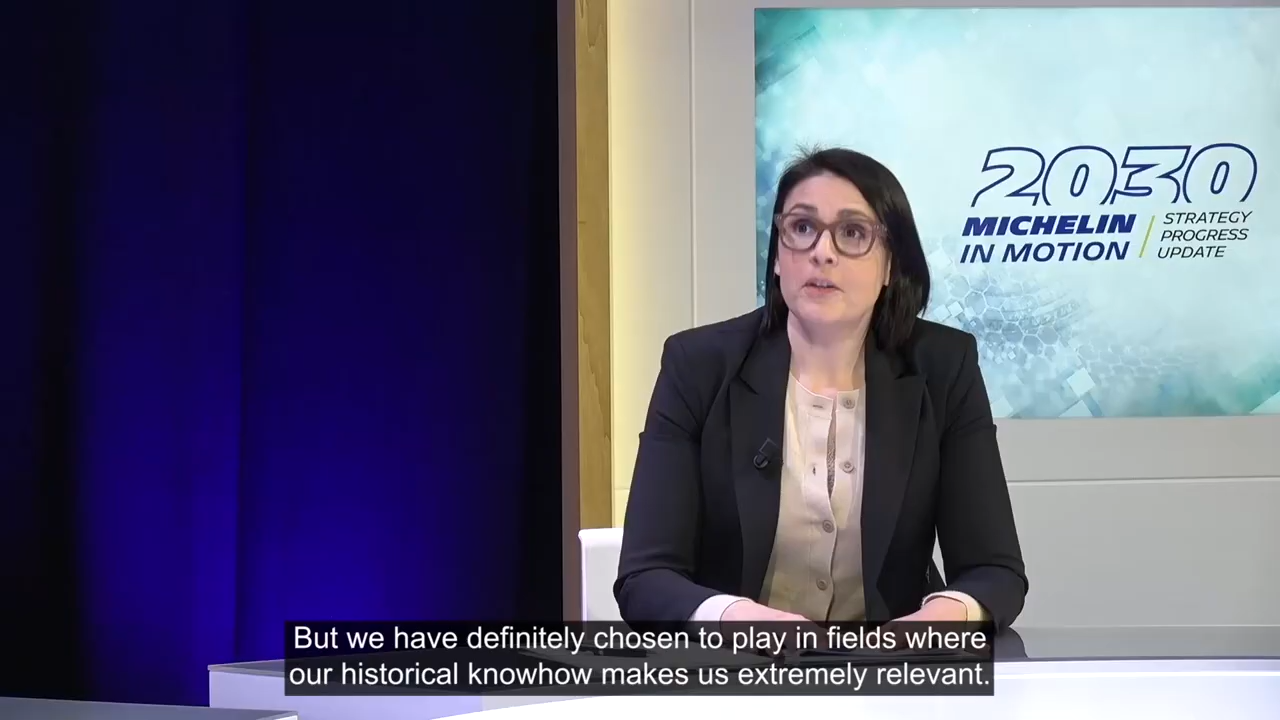 2030
MICHELIN
IN MOTION
STRATEGY
PROGRESS
UPDATE
But we have definitely chosen to play in fields where
our historical knowhow makes us extremely relevant.